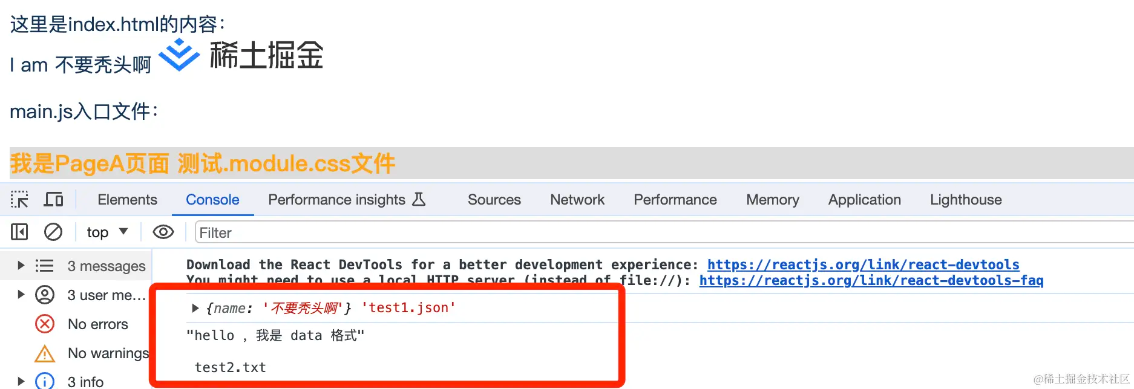 这里是index.html的内容：
I am 不要秃头啊 稀土掘金
main.js入口文件：
我是PageA页面 测试.module.css文件
Elements Console Performance insights Sources Network Performance Memory Application Lighthouse
top Filter
3 messages
3 user me...
No errors
No warnings
3 info
Download the React DevTools for a better development experience: https://reactjs.org/link/react-devtools
You might need to use a local HTTP server (instead of file://): https://reactjs.org/link/react-devtools-faq
{name: '不要秃头啊'} 'test1.json'
"hello ，我是 data 格式"
test2.txt
@稀土掘金技术社区